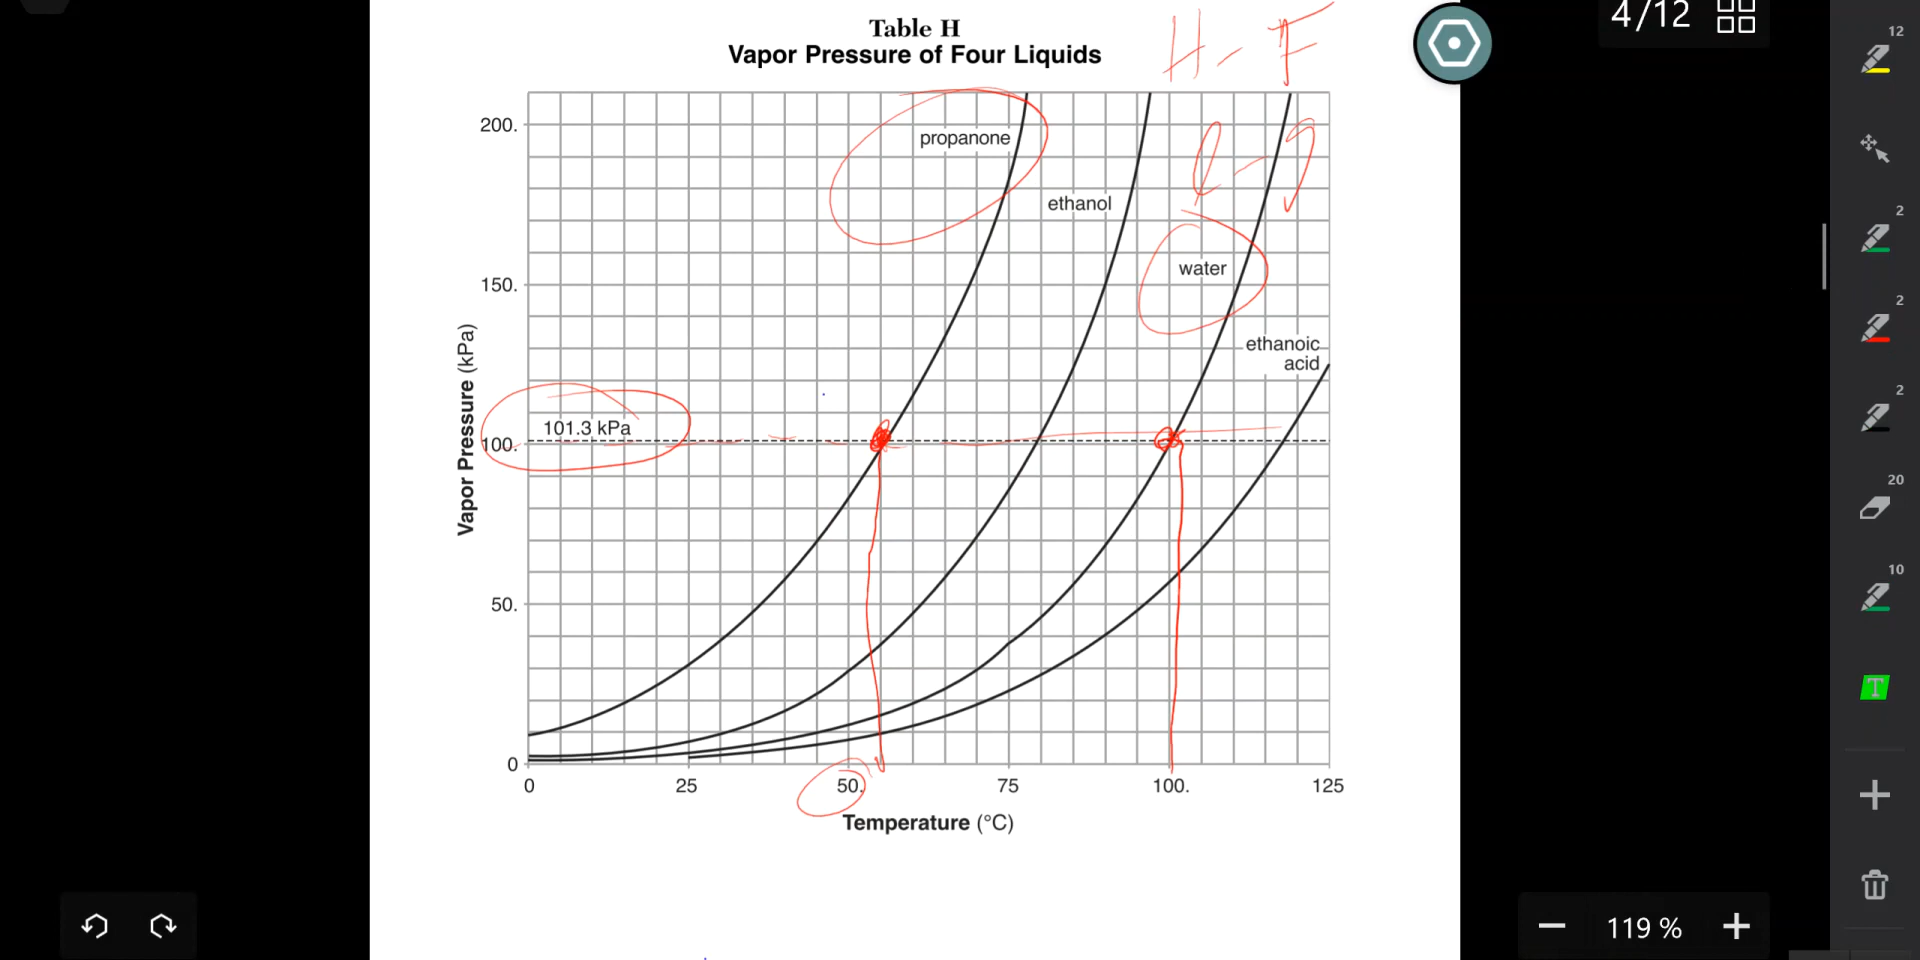 4/12
12
Table H
Vapor Pressure of Four Liquids
H - F
200.
propanone
l - g
ethanol
2
water
150.
2
ethanoic
acid
Vapor Pressure (kPa)
101.3 kPa
100.
2
20
50.
10
T
0
0
25
50.
75
100.
125
Temperature (°C)
119 %